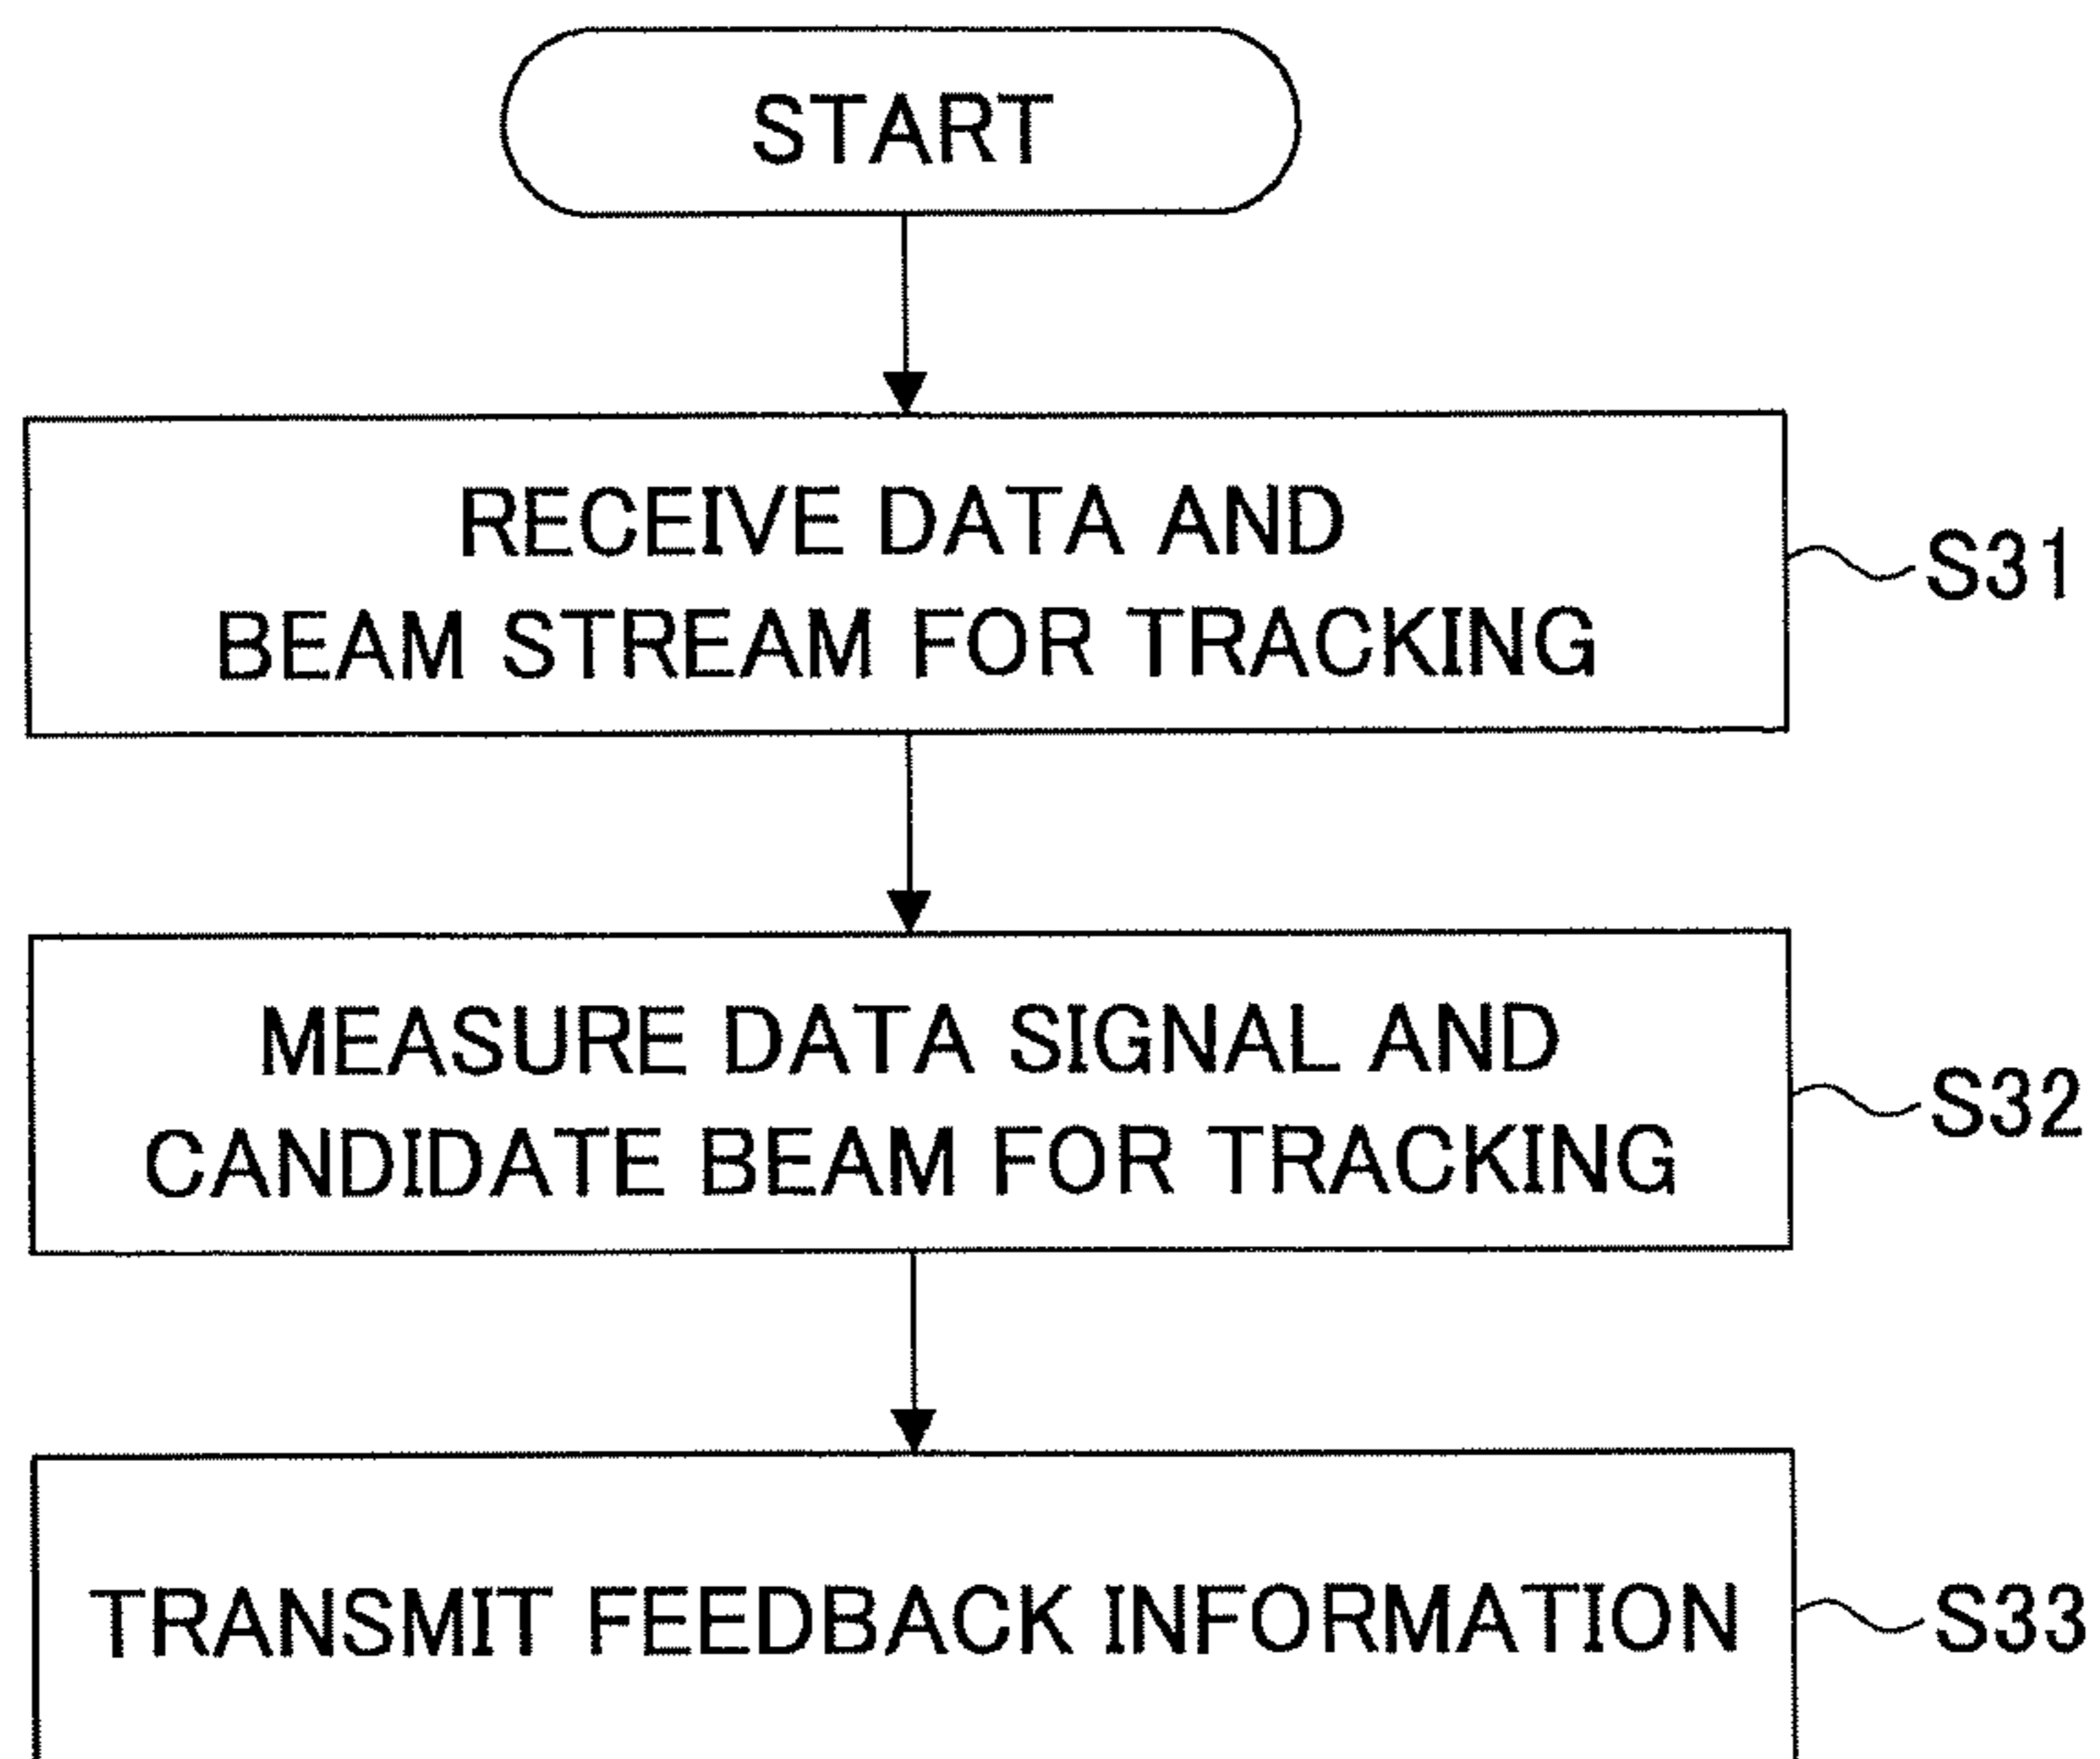 START
RECEIVE DATA AND
BEAM STREAM FOR TRACKING
S31
MEASURE DATA SIGNAL AND
CANDIDATE BEAM FOR TRACKING
S32
TRANSMIT FEEDBACK INFORMATION
S33